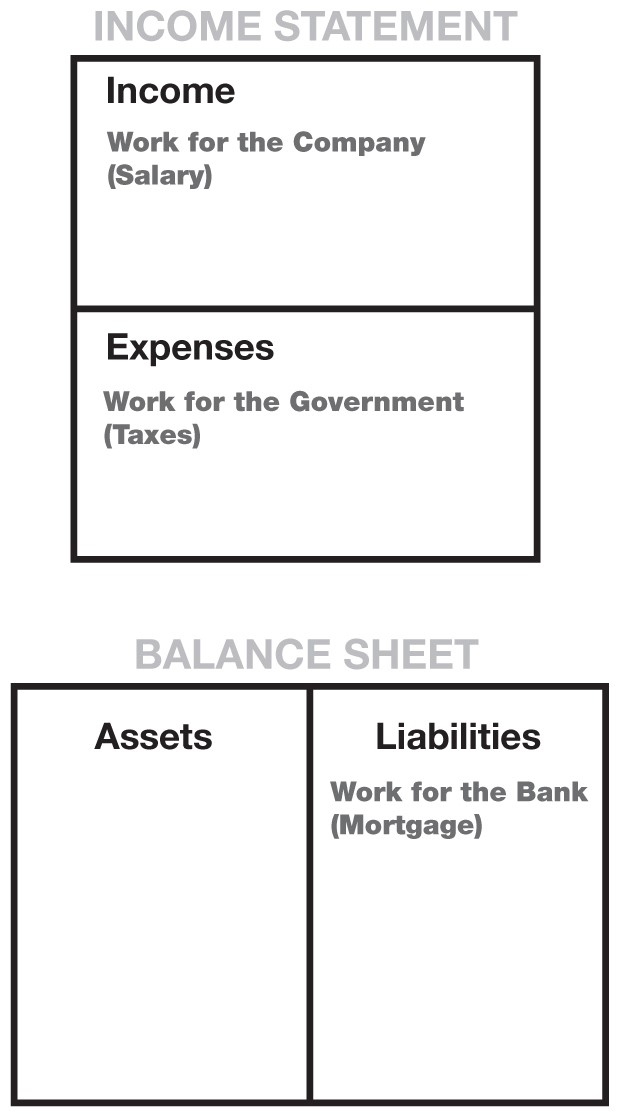 INCOME STATEMENT
Income
Work for the Company
(Salary)
Expenses
Work for the Government
(Taxes)
BALANCE SHEET
Assets
Liabilities
Work for the Bank
(Mortgage)